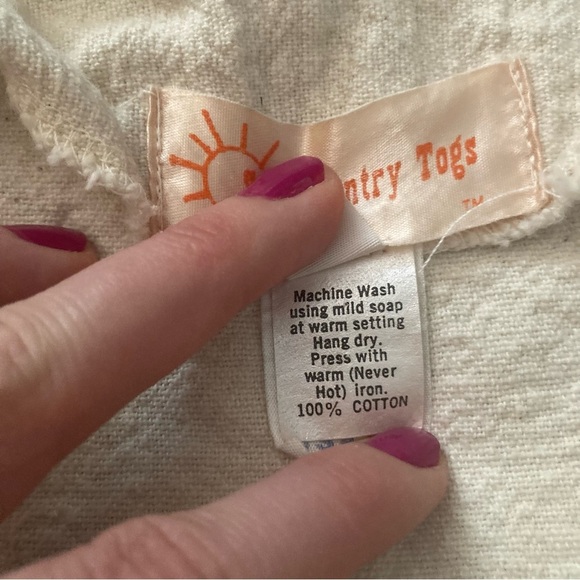 ntry Togs
TM
Machine Wash
using mild soap
at warm setting
Hang dry.
Press with
warm (Never
Hot) iron.
100% COTTON